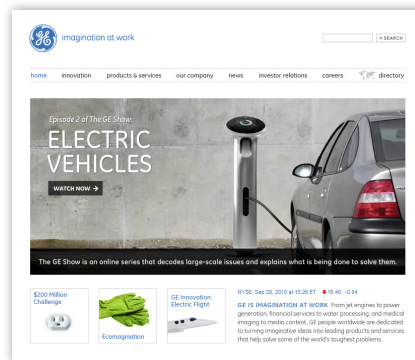 GE imagination at work
+ SEARCH
home innovation products & services our company news investor relations careers directory
Episode 2 of The GE Show:
ELECTRIC
VEHICLES
WATCH NOW →
The GE Show is an online series that decodes large-scale issues and explains what is being done to solve them.
$200 Million
Challenge
Ecomagination
GE Innovation:
Electric Flight
NYSE: Sep 28, 2010 at 15:26 ET 16.40 -0.04
GE IS IMAGINATION AT WORK From jet engines to power
generation, financial services to water processing, and medical
imaging to media content, GE people worldwide are dedicated
to turning imaginative ideas into leading products and services
that help solve some of the world's toughest problems.